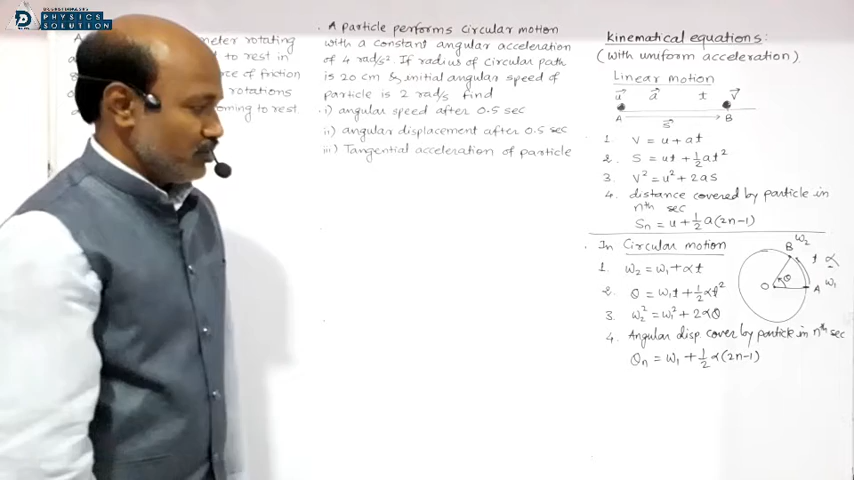 PHYSICS
SOLUTION
meter rotating
to rest in
ce of friction
rotations
oming to rest.
. A particle performs circular motion
with a constant angular acceleration
of 4 rad/s². If radius of circular path
is 20 cm & initial angular speed of
particle is 2 rad/s find
i) angular speed after 0.5 sec
ii) angular displacement after 0.5 sec
iii) Tangential acceleration of particle
kinematical equations:
(with uniform acceleration)
Linear motion
u⃗ a⃗ t v⃗
A s⃗ B
1. v = u + at
2. s = ut + ½at²
3. v² = u² + 2as
4. distance covered by particle in
nth sec
Sn = u + ½a(2n-1)
. In Circular motion
1. ω₂ = ω₁ + αt
2. θ = ω₁t + ½αt²
3. ω₂² = ω₁² + 2αθ
4. Angular disp. cover by particle in nth sec
θn = ω₁ + ½α(2n-1)
B ω₂
t α
θ
O A ω₁